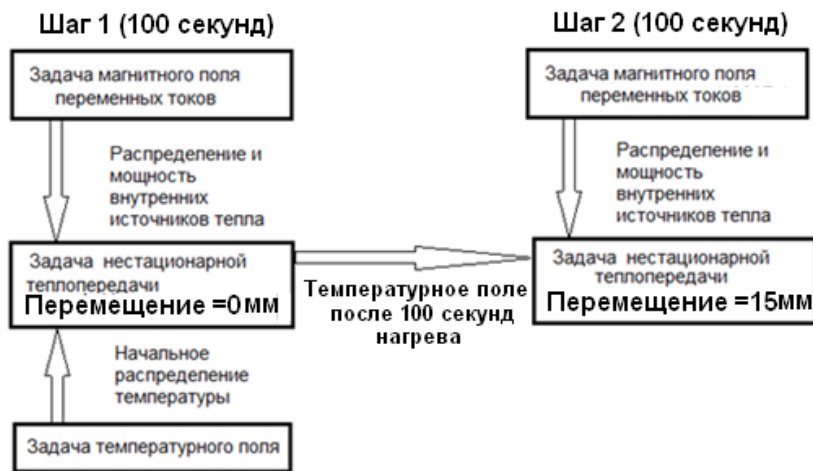 Шаг 1 (100 секунд)
Задача магнитного поля
переменных токов
Распределение и
мощность
внутренних
источников тепла
Задача нестационарной
теплопередачи
Перемещение =0мм
Начальное
распределение
температуры
Задача температурного поля
Температурное поле
после 100 секунд
нагрева
Шаг 2 (100 секунд)
Задача магнитного поля
переменных токов
Распределение и
мощность
внутренних
источников тепла
Задача нестационарной
теплопередачи
Перемещение =15мм